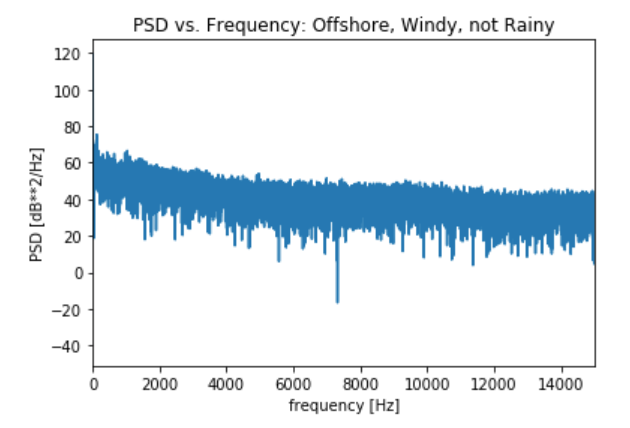 PSD vs. Frequency: Offshore, Windy, not Rainy
120
100
80
60
40
20
0
−20
−40
PSD [dB**2/Hz]
0 2000 4000 6000 8000 10000 12000 14000
frequency [Hz]